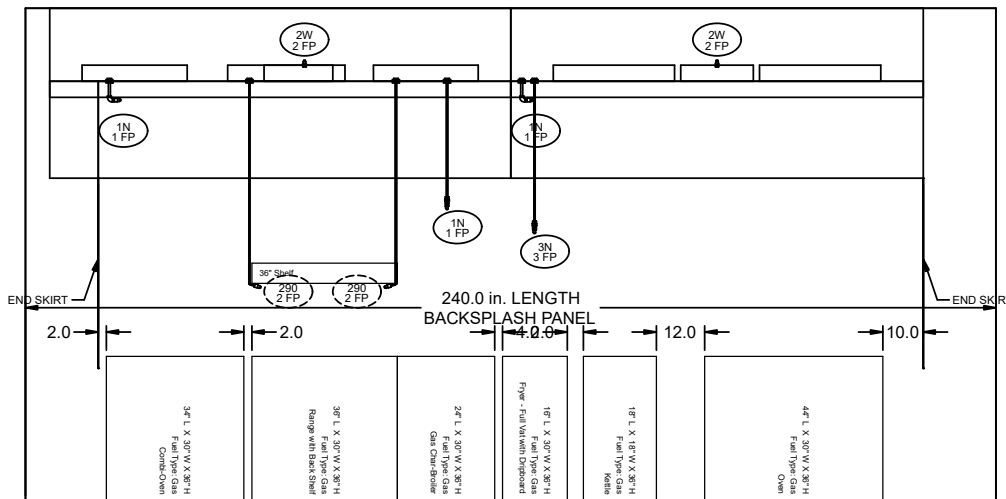 2W
2 FP
2W
2 FP
1N
1 FP
1N
1 FP
1N
1 FP
3N
3 FP
36" Shelf
290
2 FP
290
2 FP
END SKIRT
END SKIR
240.0 in. LENGTH
BACKSPLASH PANEL
2.0
2.0
4.0
2.0
12.0
10.0
34" L X 30" W X 36" H
Fuel Type: Gas
Combi-Oven
36" L X 30" W X 36" H
Fuel Type: Gas
Range with Back Shelf
24" L X 30" W X 36" H
Fuel Type: Gas
Gas Char-Broiler
16" L X 30" W X 36" H
Fuel Type: Gas
Fryer - Full Vat with Dripboard
18" L X 18" W X 36" H
Fuel Type: Gas
Kettle
44" L X 30" W X 36" H
Fuel Type: Gas
Oven